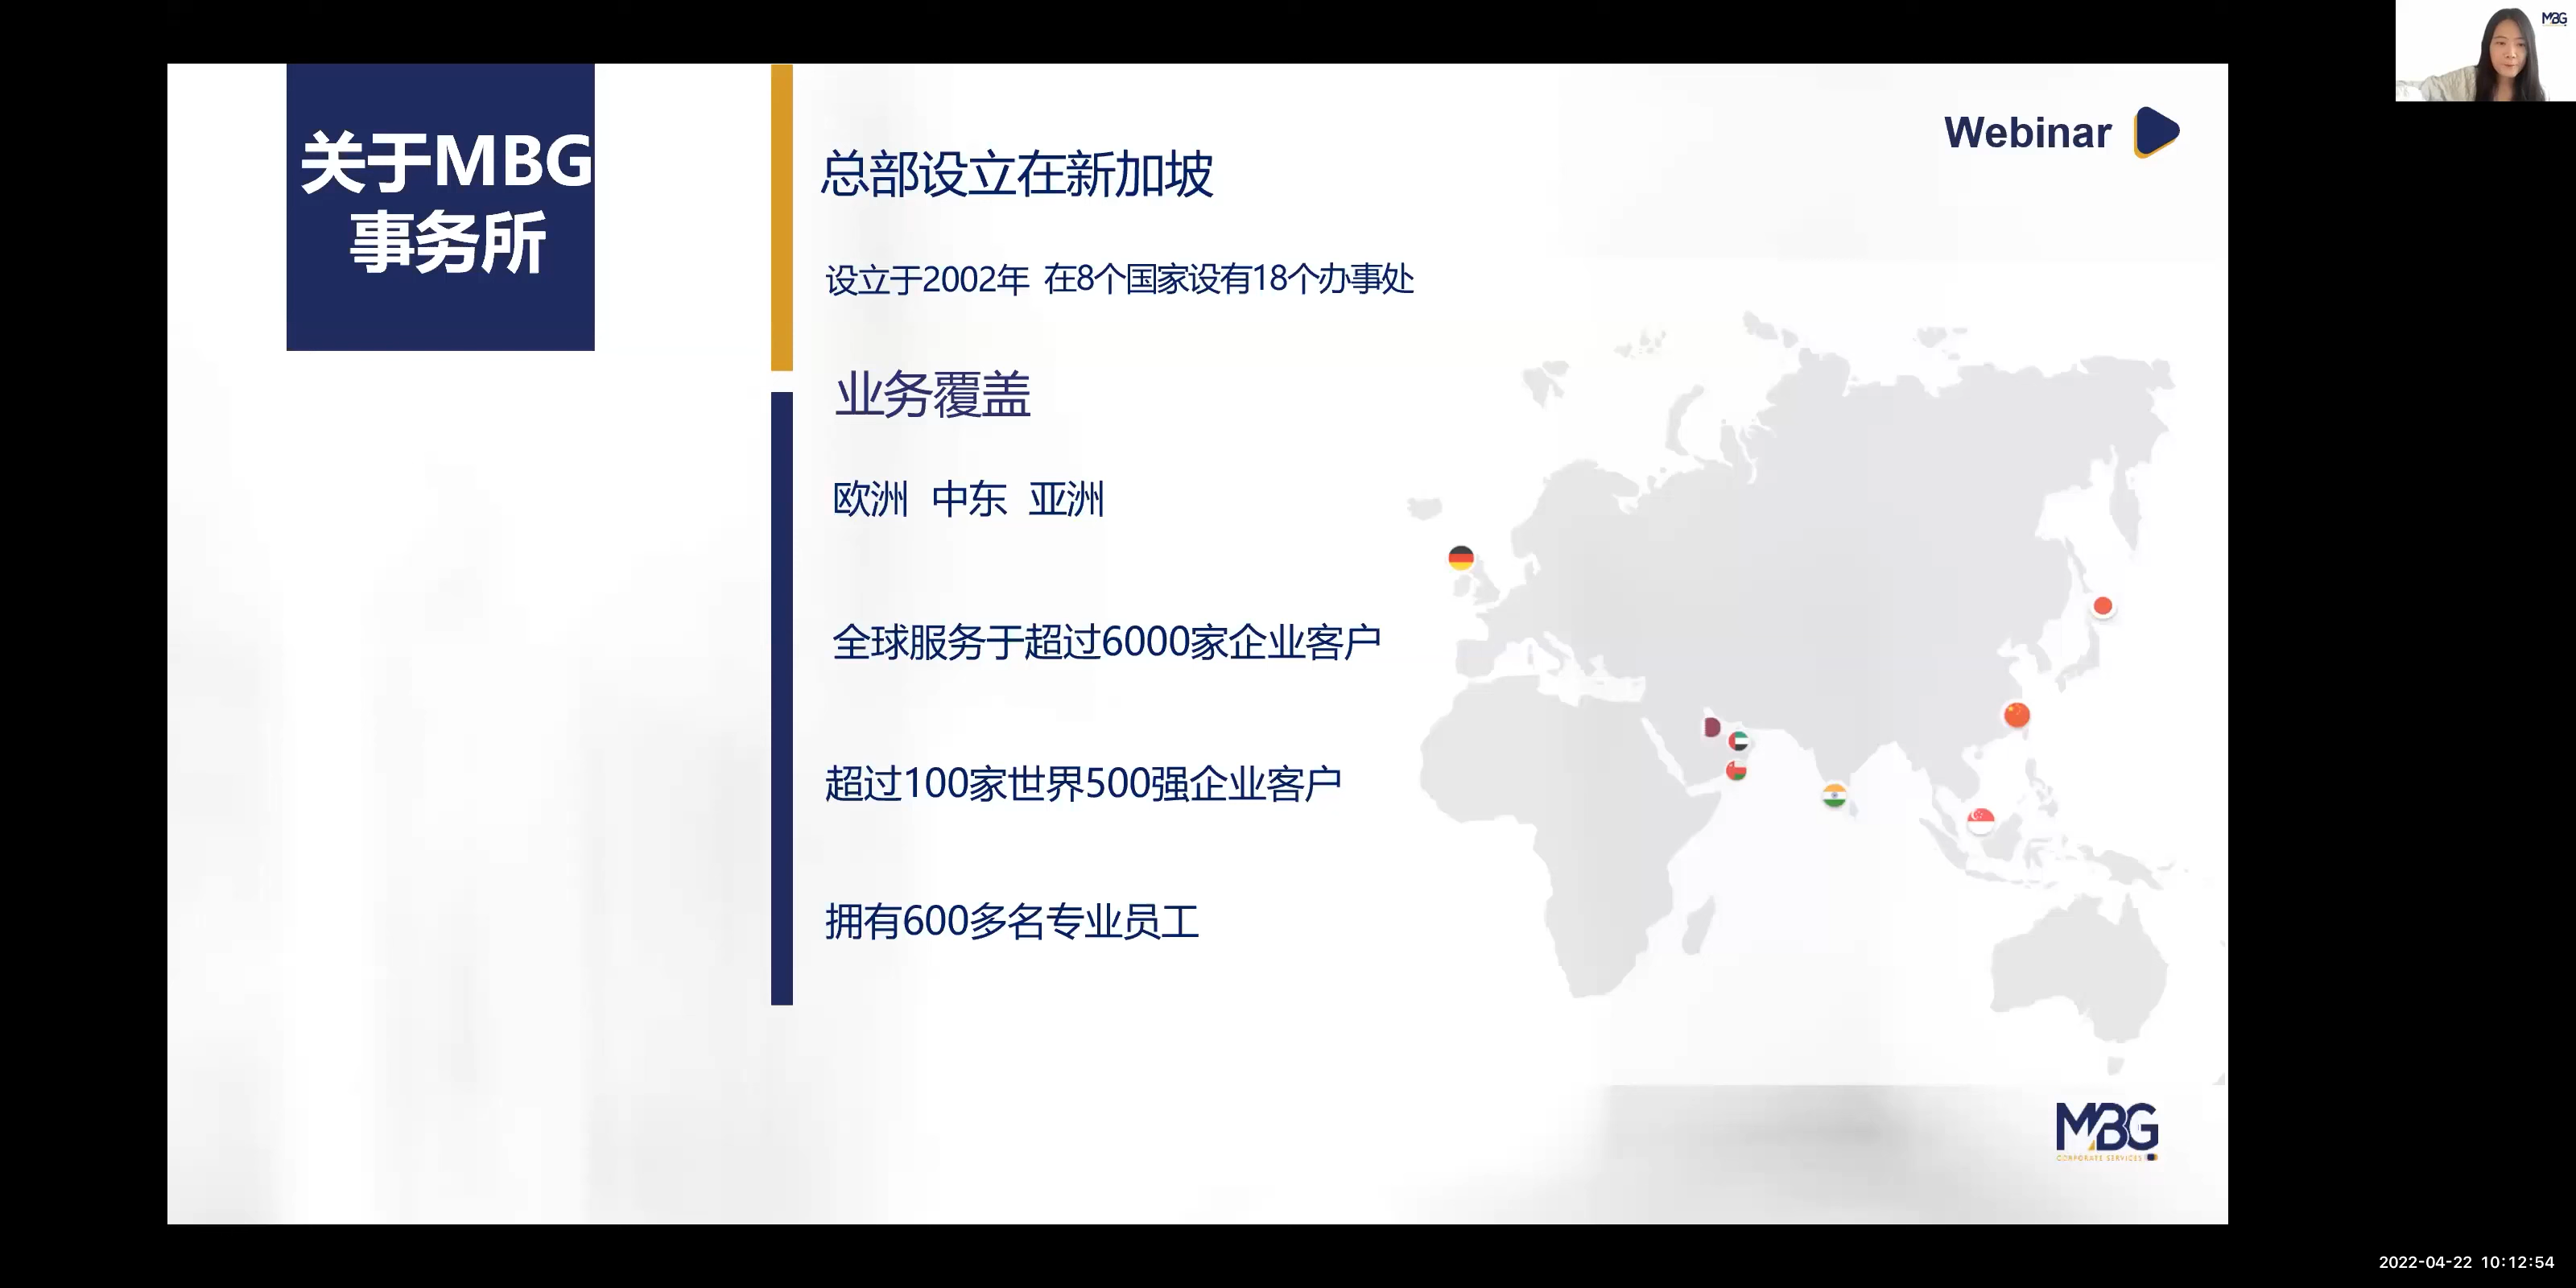 MBG
关于MBG
事务所
Webinar
总部设立在新加坡
设立于2002年 在8个国家设有18个办事处
业务覆盖
欧洲 中东 亚洲
全球服务于超过6000家企业客户
超过100家世界500强企业客户
拥有600多名专业员工
MBG
CORPORATE SERVICES
2022-04-22 10:12:54